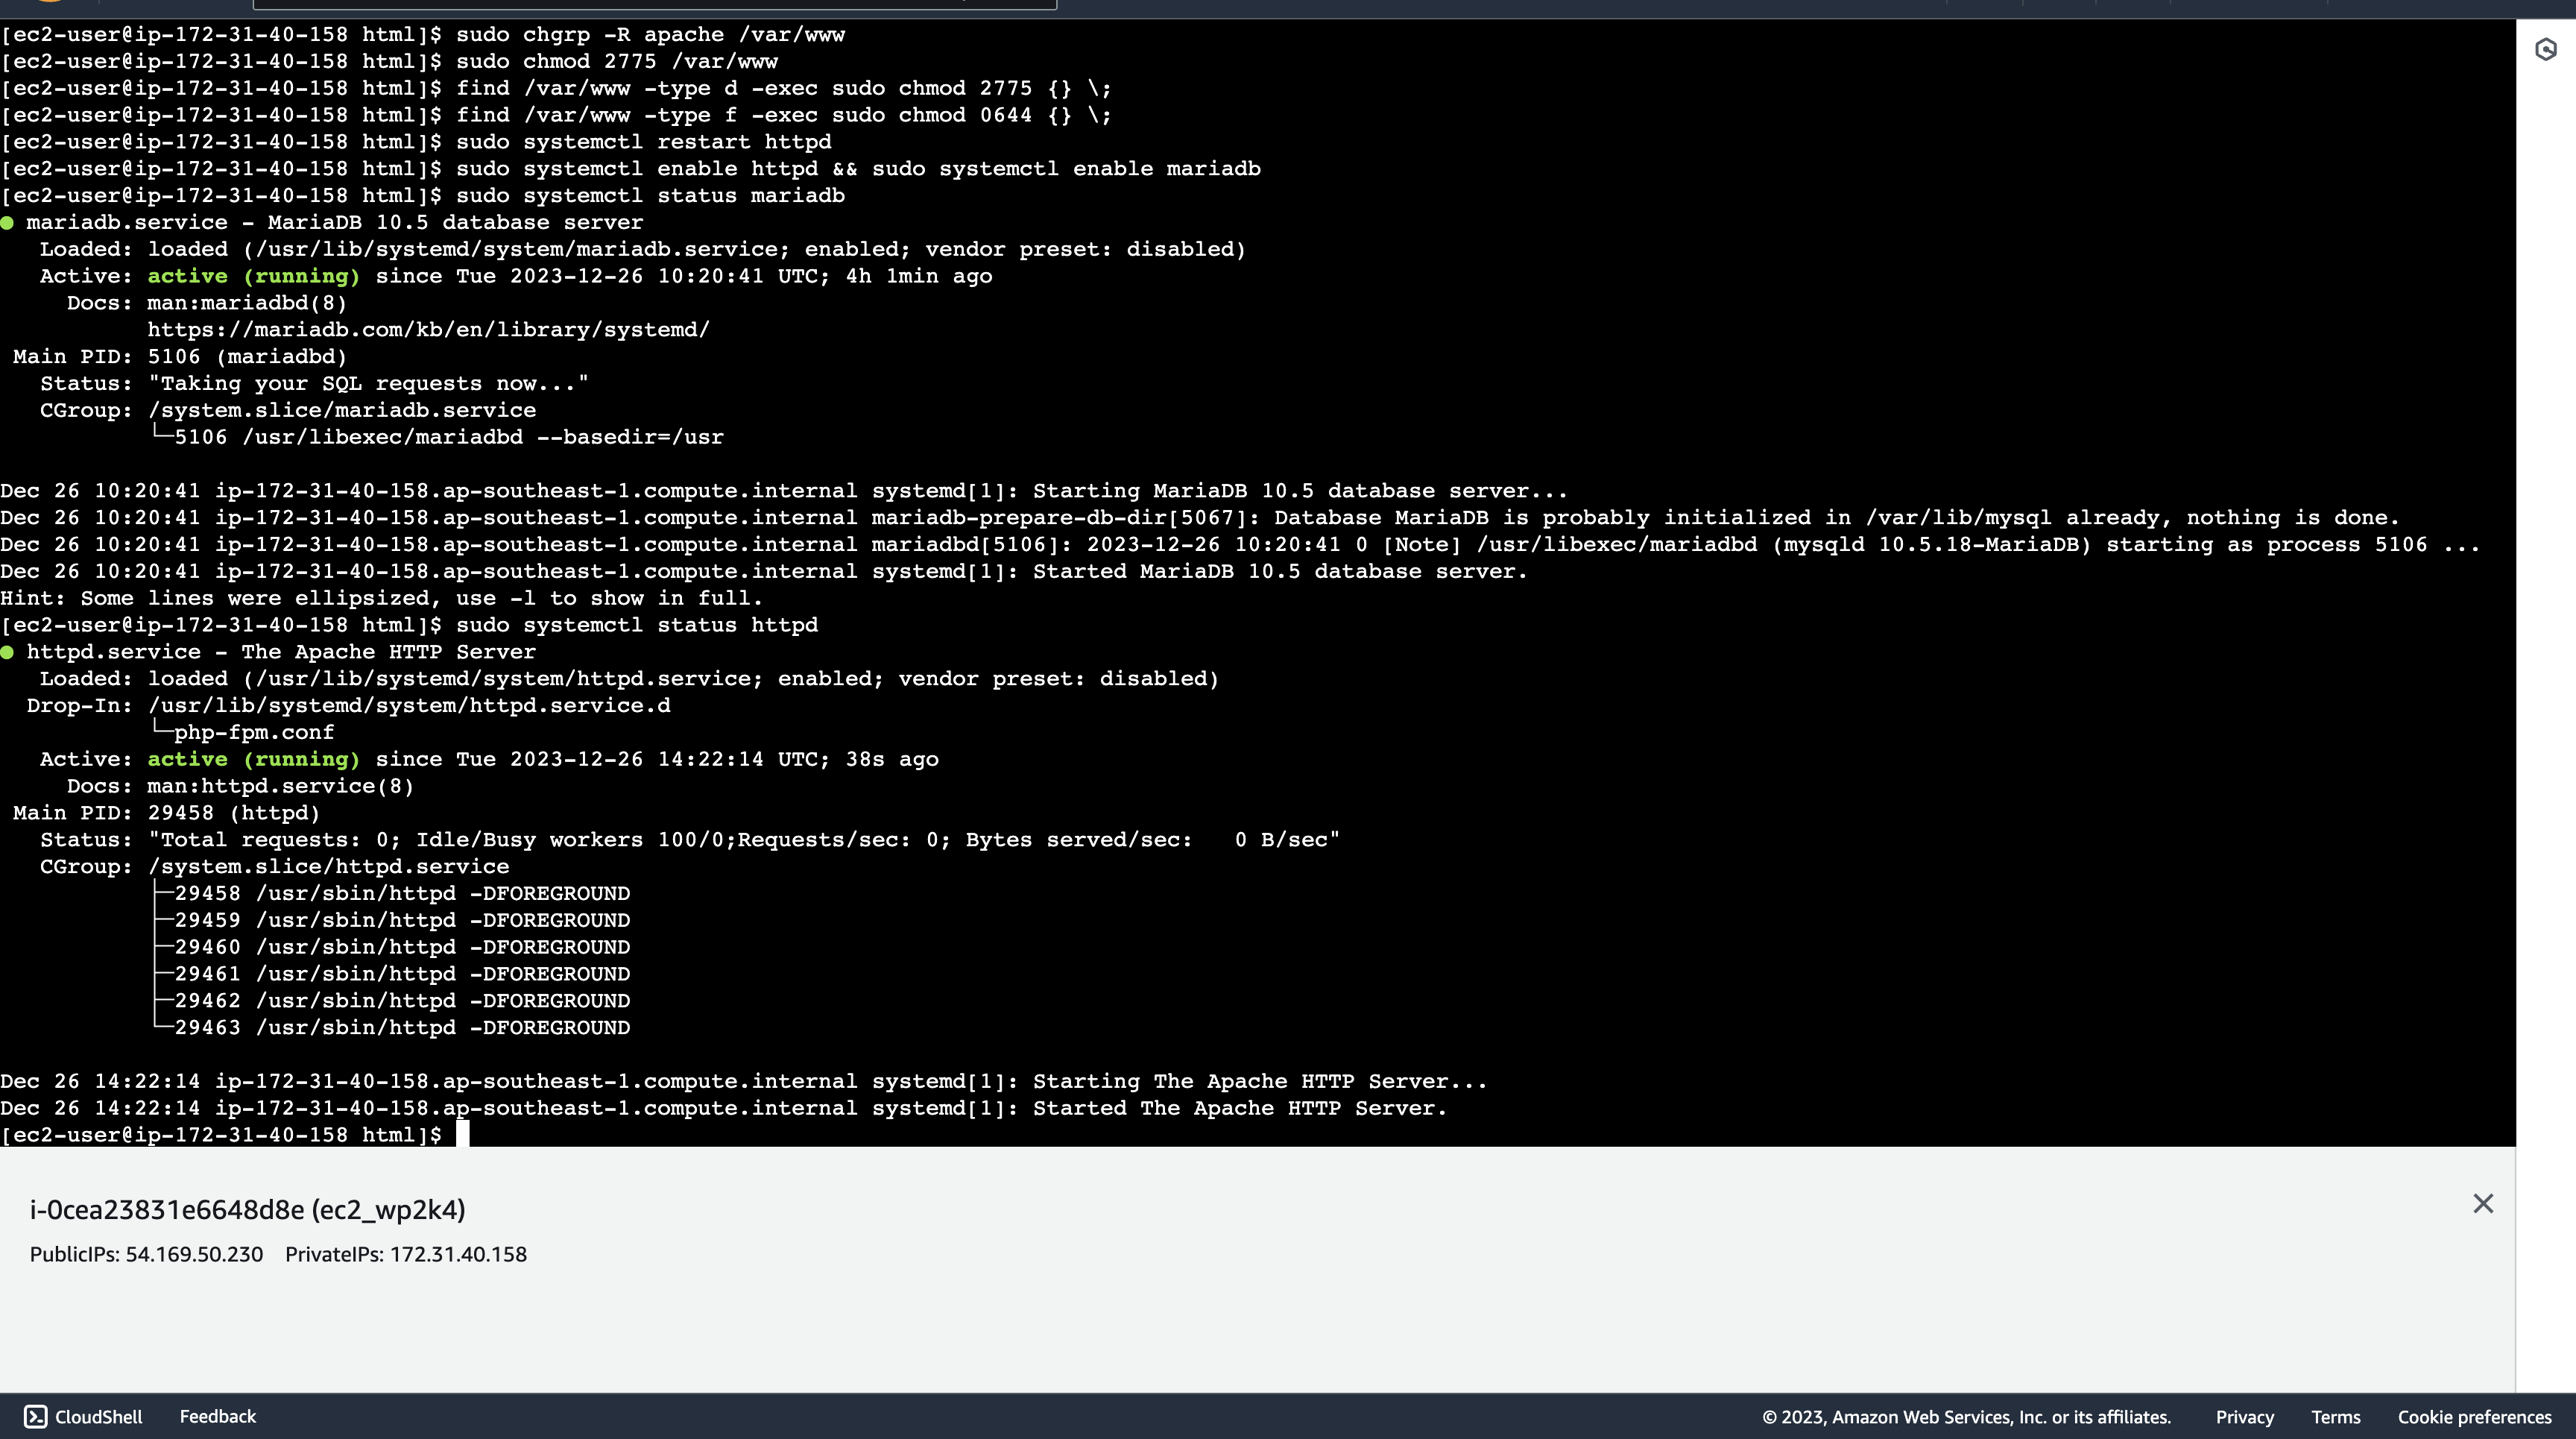 [ec2-user@ip-172-31-40-158 html]$ sudo chgrp -R apache /var/www
[ec2-user@ip-172-31-40-158 html]$ sudo chmod 2775 /var/www
[ec2-user@ip-172-31-40-158 html]$ find /var/www -type d -exec sudo chmod 2775 {} \;
[ec2-user@ip-172-31-40-158 html]$ find /var/www -type f -exec sudo chmod 0644 {} \;
[ec2-user@ip-172-31-40-158 html]$ sudo systemctl restart httpd
[ec2-user@ip-172-31-40-158 html]$ sudo systemctl enable httpd && sudo systemctl enable mariadb
[ec2-user@ip-172-31-40-158 html]$ sudo systemctl status mariadb
● mariadb.service - MariaDB 10.5 database server
Loaded: loaded (/usr/lib/systemd/system/mariadb.service; enabled; vendor preset: disabled)
Active: active (running) since Tue 2023-12-26 10:20:41 UTC; 4h 1min ago
Docs: man:mariadbd(8)
https://mariadb.com/kb/en/library/systemd/
Main PID: 5106 (mariadbd)
Status: "Taking your SQL requests now..."
CGroup: /system.slice/mariadb.service
└─5106 /usr/libexec/mariadbd --basedir=/usr
Dec 26 10:20:41 ip-172-31-40-158.ap-southeast-1.compute.internal systemd[1]: Starting MariaDB 10.5 database server...
Dec 26 10:20:41 ip-172-31-40-158.ap-southeast-1.compute.internal mariadb-prepare-db-dir[5067]: Database MariaDB is probably initialized in /var/lib/mysql already, nothing is done.
Dec 26 10:20:41 ip-172-31-40-158.ap-southeast-1.compute.internal mariadbd[5106]: 2023-12-26 10:20:41 0 [Note] /usr/libexec/mariadbd (mysqld 10.5.18-MariaDB) starting as process 5106 ...
Dec 26 10:20:41 ip-172-31-40-158.ap-southeast-1.compute.internal systemd[1]: Started MariaDB 10.5 database server.
Hint: Some lines were ellipsized, use -l to show in full.
[ec2-user@ip-172-31-40-158 html]$ sudo systemctl status httpd
● httpd.service - The Apache HTTP Server
Loaded: loaded (/usr/lib/systemd/system/httpd.service; enabled; vendor preset: disabled)
Drop-In: /usr/lib/systemd/system/httpd.service.d
└─php-fpm.conf
Active: active (running) since Tue 2023-12-26 14:22:14 UTC; 38s ago
Docs: man:httpd.service(8)
Main PID: 29458 (httpd)
Status: "Total requests: 0; Idle/Busy workers 100/0;Requests/sec: 0; Bytes served/sec:   0 B/sec"
CGroup: /system.slice/httpd.service
├─29458 /usr/sbin/httpd -DFOREGROUND
├─29459 /usr/sbin/httpd -DFOREGROUND
├─29460 /usr/sbin/httpd -DFOREGROUND
├─29461 /usr/sbin/httpd -DFOREGROUND
├─29462 /usr/sbin/httpd -DFOREGROUND
└─29463 /usr/sbin/httpd -DFOREGROUND
Dec 26 14:22:14 ip-172-31-40-158.ap-southeast-1.compute.internal systemd[1]: Starting The Apache HTTP Server...
Dec 26 14:22:14 ip-172-31-40-158.ap-southeast-1.compute.internal systemd[1]: Started The Apache HTTP Server.
[ec2-user@ip-172-31-40-158 html]$
i-0cea23831e6648d8e (ec2_wp2k4)
PublicIPs: 54.169.50.230 PrivateIPs: 172.31.40.158
CloudShell Feedback © 2023, Amazon Web Services, Inc. or its affiliates. Privacy Terms Cookie preferences